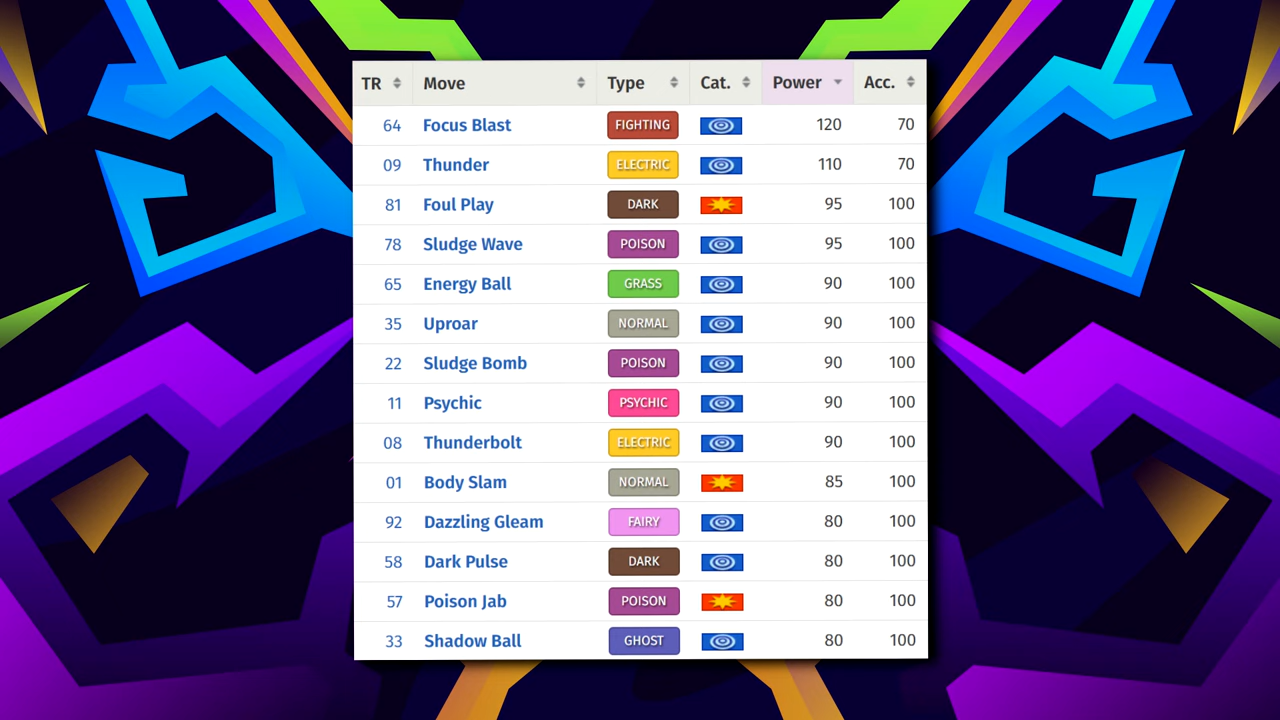 TR Move Type Cat. Power Acc.
64 Focus Blast FIGHTING 120 70
09 Thunder ELECTRIC 110 70
81 Foul Play DARK 95 100
78 Sludge Wave POISON 95 100
65 Energy Ball GRASS 90 100
35 Uproar NORMAL 90 100
22 Sludge Bomb POISON 90 100
11 Psychic PSYCHIC 90 100
08 Thunderbolt ELECTRIC 90 100
01 Body Slam NORMAL 85 100
92 Dazzling Gleam FAIRY 80 100
58 Dark Pulse DARK 80 100
57 Poison Jab POISON 80 100
33 Shadow Ball GHOST 80 100